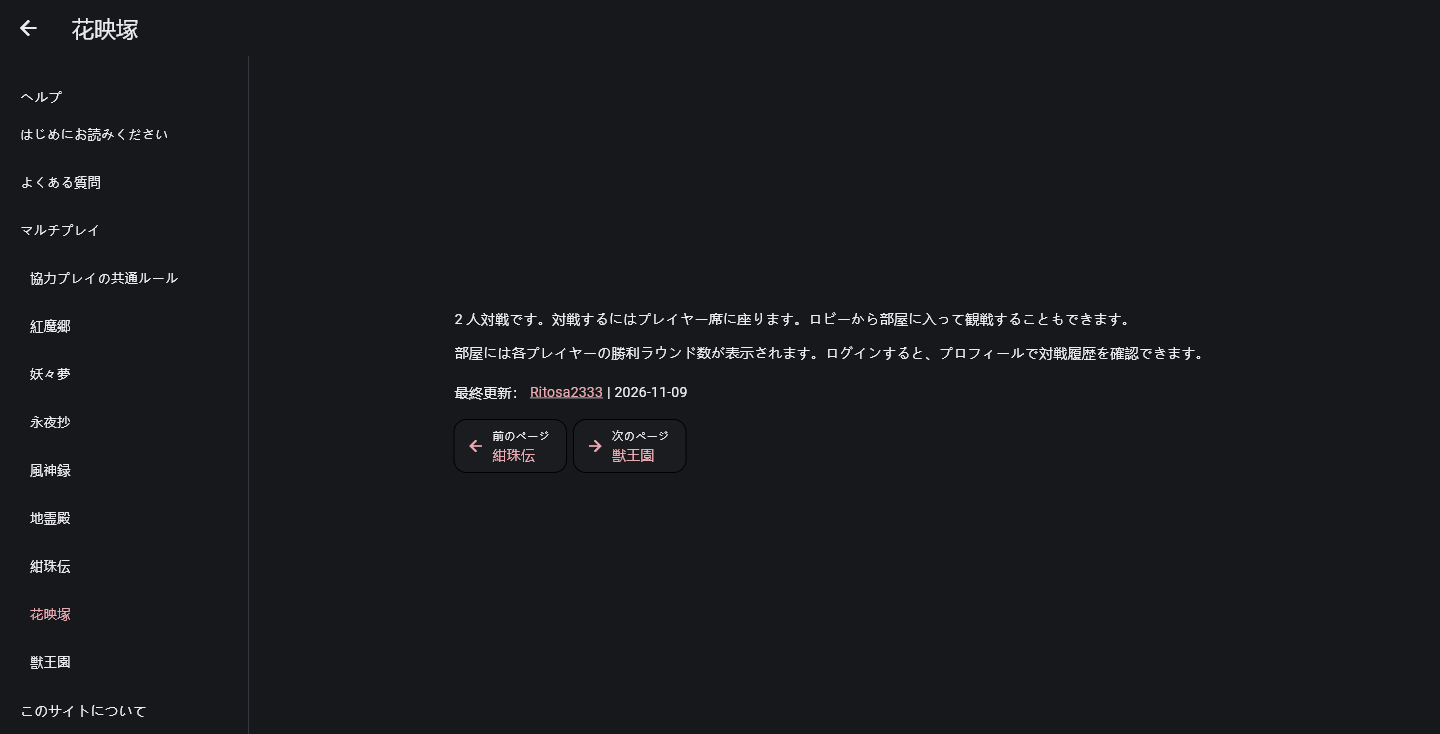 花映塚
ヘルプ
はじめにお読みください
よくある質問
マルチプレイ
協力プレイの共通ルール
紅魔郷
妖々夢
永夜抄
風神録
地霊殿
紺珠伝
花映塚
獣王園
このサイトについて
2 人対戦です。対戦するにはプレイヤー席に座ります。ロビーから部屋に入って観戦することもできます。
部屋には各プレイヤーの勝利ラウンド数が表示されます。ログインすると、プロフィールで対戦履歴を確認できます。
最終更新： Ritosa2333 | 2026-11-09
前のページ
紺珠伝
次のページ
獣王園